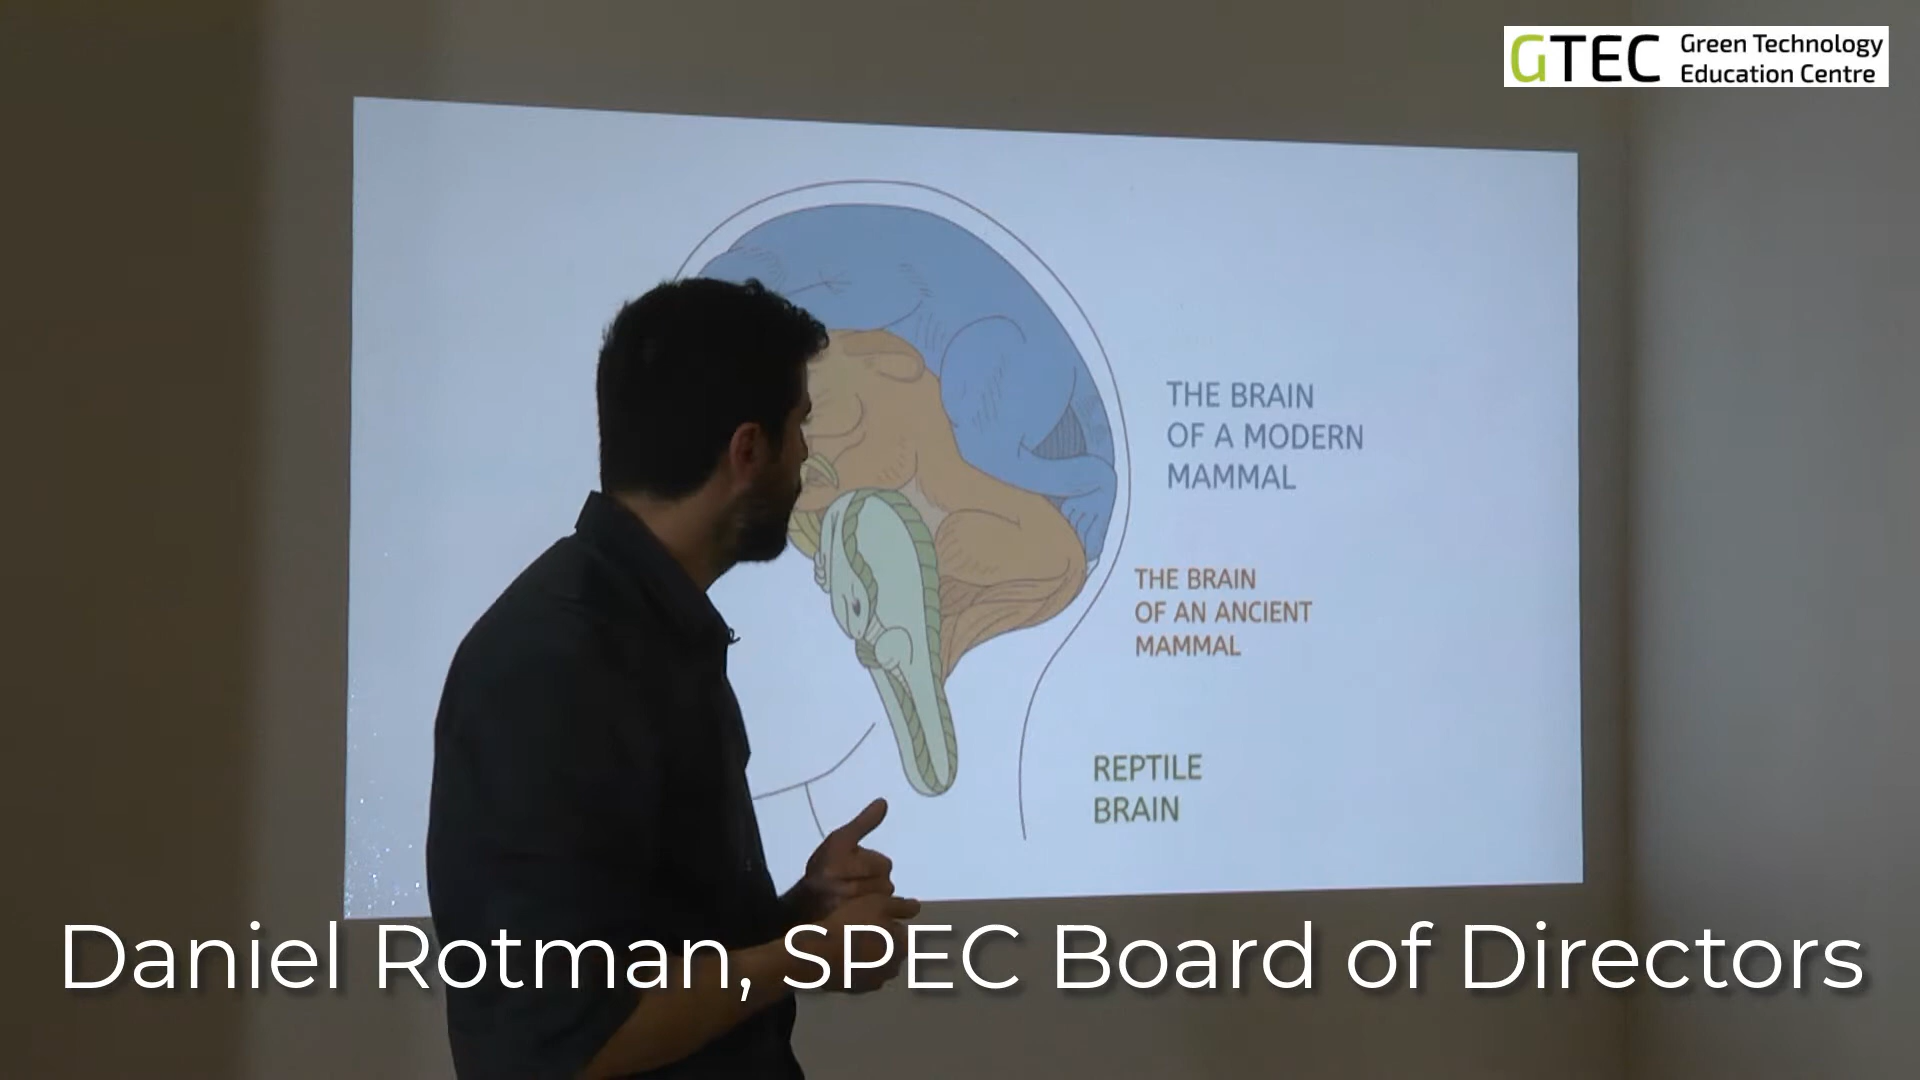 GTEC
Green Technology
Education Centre
THE BRAIN
OF A MODERN
MAMMAL
THE BRAIN
OF AN ANCIENT
MAMMAL
REPTILE
BRAIN
Daniel Rotman, SPEC Board of Directors